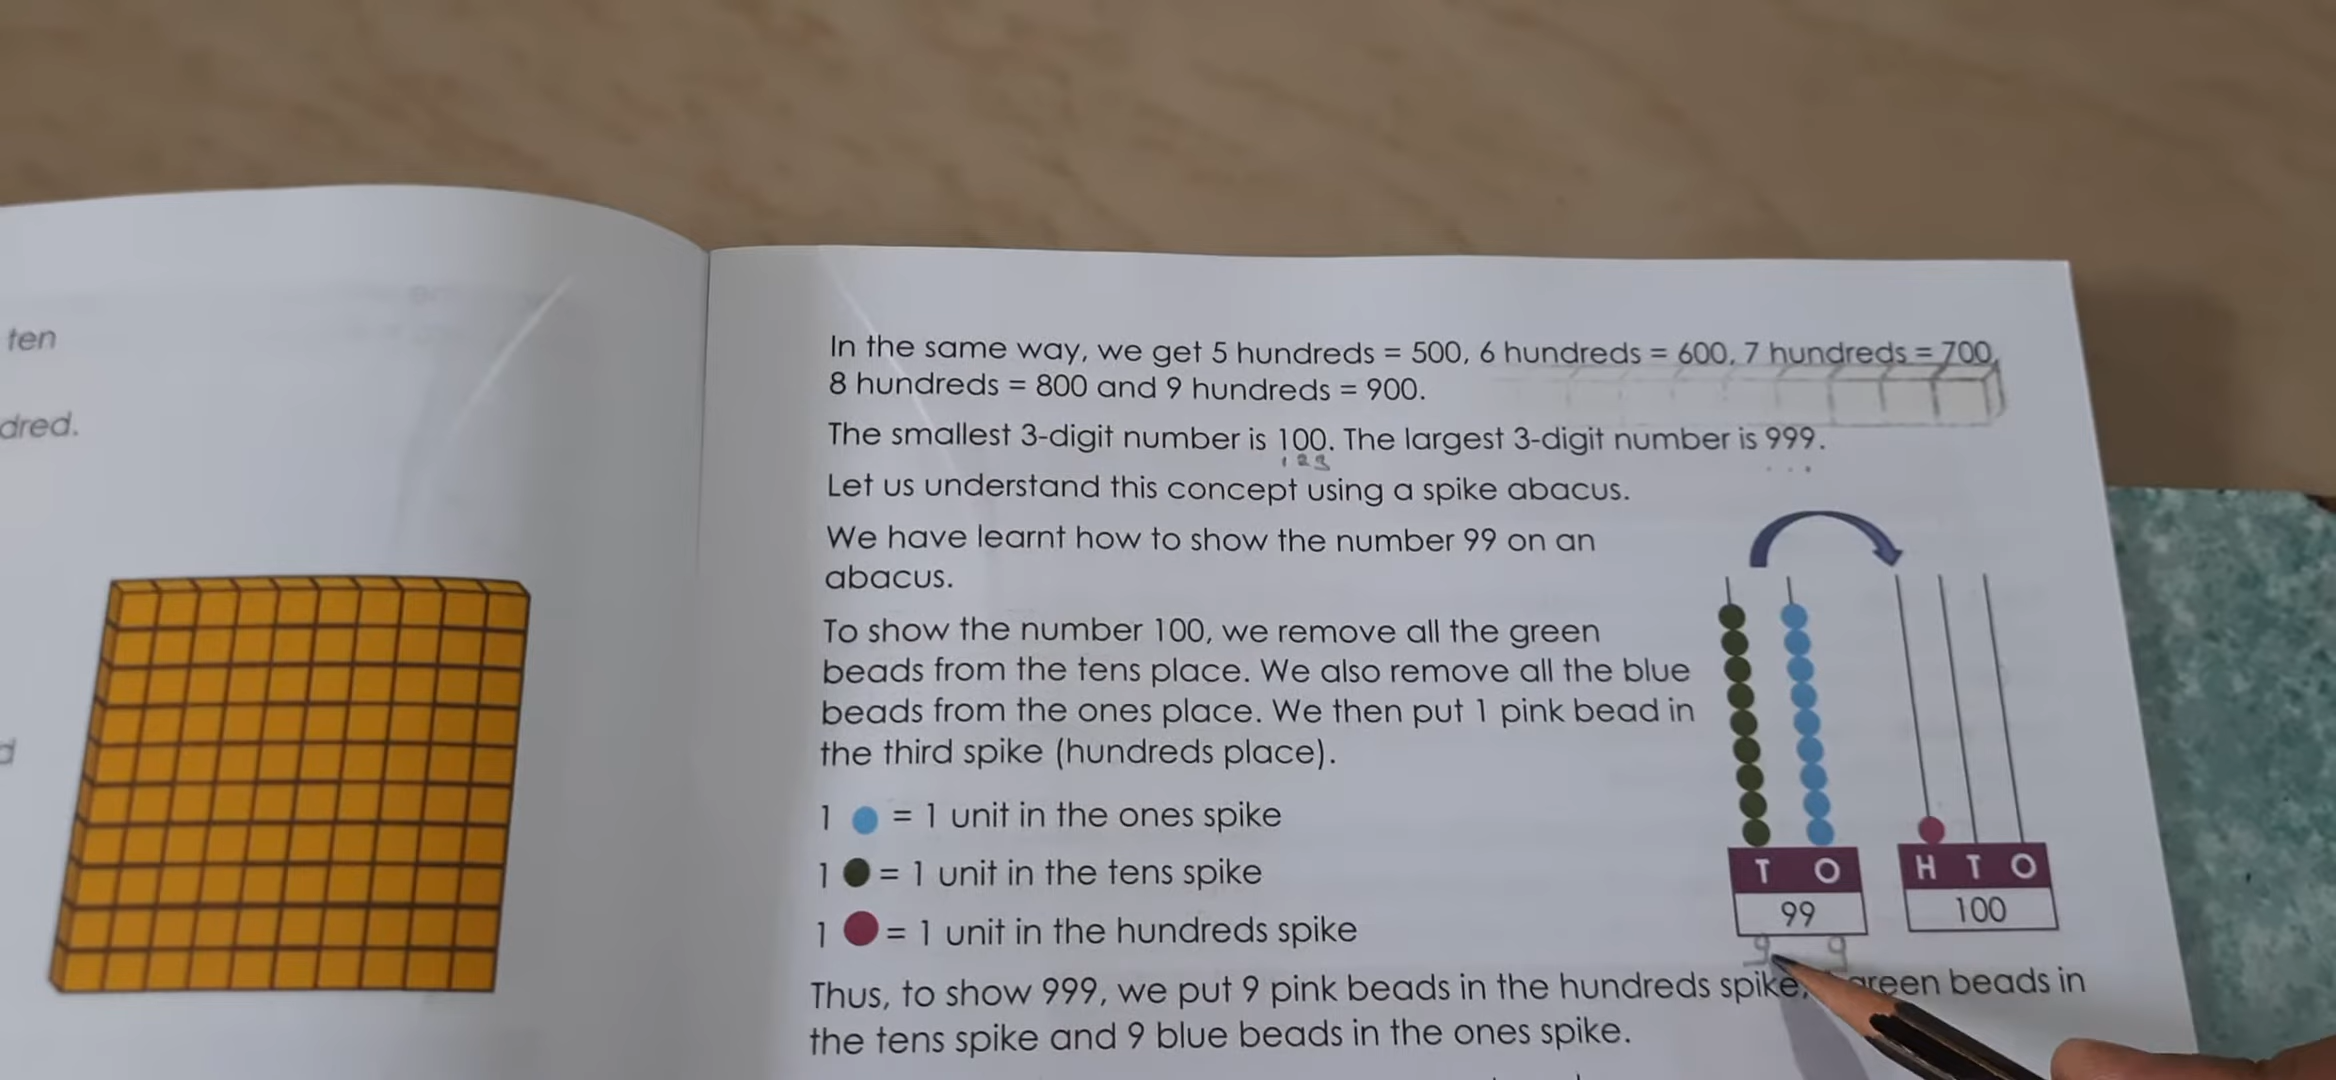 ten
dred.
d
In the same way, we get 5 hundreds = 500, 6 hundreds = 600, 7 hundreds = 700,
8 hundreds = 800 and 9 hundreds = 900.
The smallest 3-digit number is 100. The largest 3-digit number is 999.
1 2 3
Let us understand this concept using a spike abacus.
We have learnt how to show the number 99 on an
abacus.
To show the number 100, we remove all the green
beads from the tens place. We also remove all the blue
beads from the ones place. We then put 1 pink bead in
the third spike (hundreds place).
1 = 1 unit in the ones spike
1 = 1 unit in the tens spike
1 = 1 unit in the hundreds spike
T O
99
9 9
H T O
100
Thus, to show 999, we put 9 pink beads in the hundreds spike, green beads in
the tens spike and 9 blue beads in the ones spike.